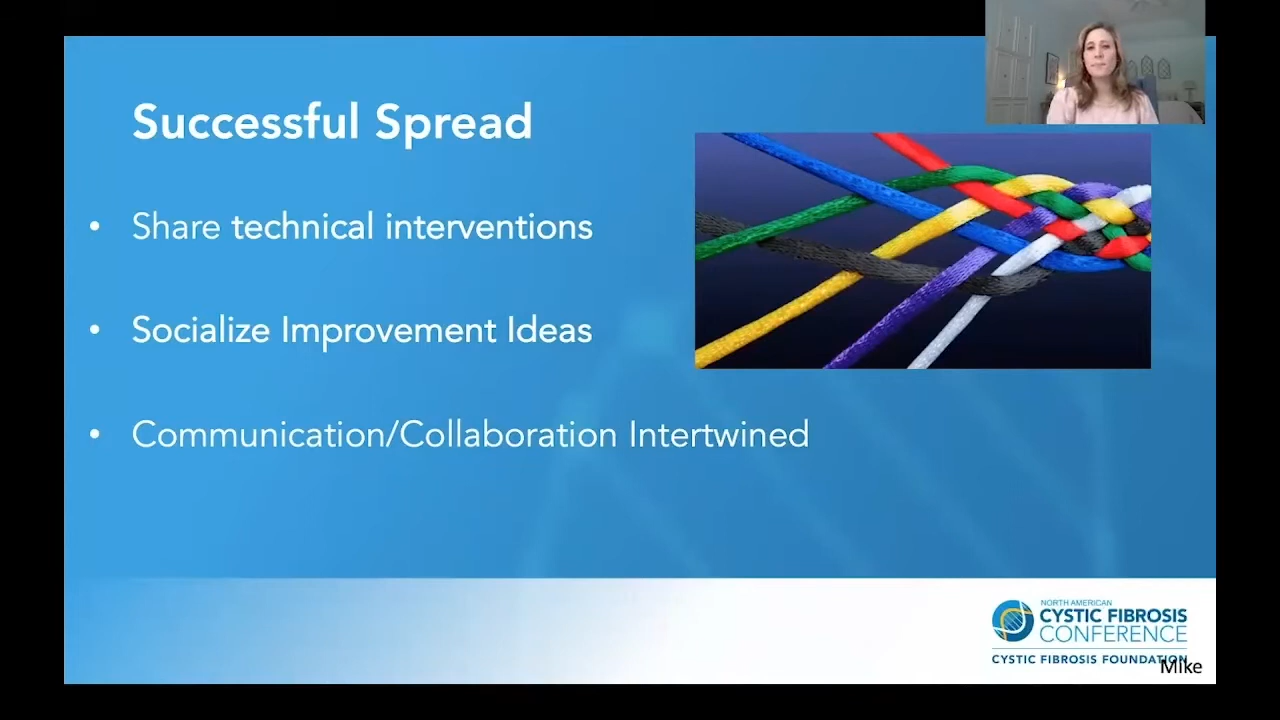 Successful Spread
• Share technical interventions
• Socialize Improvement Ideas
• Communication/Collaboration Intertwined
NORTH AMERICAN
CYSTIC FIBROSIS
CONFERENCE
CYSTIC FIBROSIS FOUNDATION
Mike